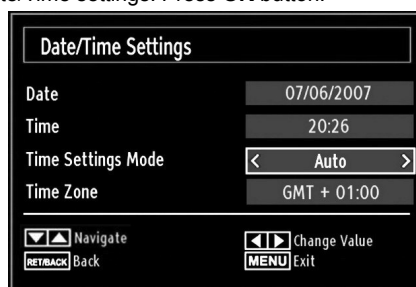 Time settings. Press OK button.
Date/Time Settings
Date 07/06/2007
Time 20:26
Time Settings Mode < Auto >
Time Zone GMT + 01:00
Navigate Change Value
RET/BACK Back MENU Exit